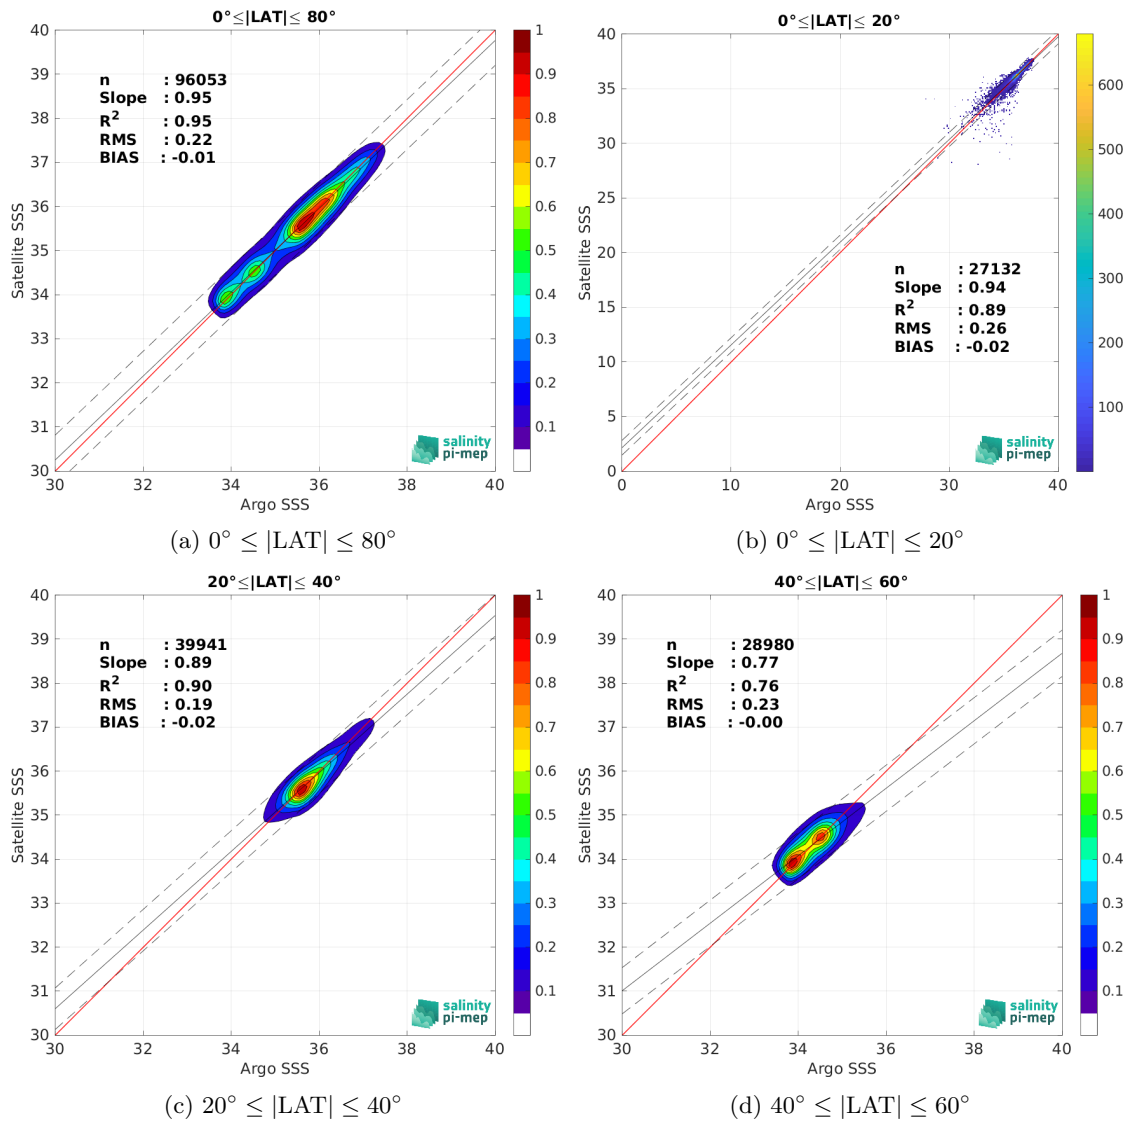 0°≤|LAT|≤ 80°
40
39
38
37
36
35
34
33
32
31
30
30
32
34
36
38
40
Satellite SSS
Argo SSS
n : 96053
Slope : 0.95
R² : 0.95
RMS : 0.22
BIAS : -0.01
salinity
pi-mep
1
0.9
0.8
0.7
0.6
0.5
0.4
0.3
0.2
0.1
(a) 0° ≤ |LAT| ≤ 80°
0°≤|LAT|≤ 20°
40
35
30
25
20
15
10
5
0
0
10
20
30
40
Satellite SSS
Argo SSS
n : 27132
Slope : 0.94
R² : 0.89
RMS : 0.26
BIAS : -0.02
salinity
pi-mep
600
500
400
300
200
100
(b) 0° ≤ |LAT| ≤ 20°
20°≤|LAT|≤ 40°
40
39
38
37
36
35
34
33
32
31
30
30
32
34
36
38
40
Satellite SSS
Argo SSS
n : 39941
Slope : 0.89
R² : 0.90
RMS : 0.19
BIAS : -0.02
salinity
pi-mep
1
0.9
0.8
0.7
0.6
0.5
0.4
0.3
0.2
0.1
(c) 20° ≤ |LAT| ≤ 40°
40°≤|LAT|≤ 60°
40
39
38
37
36
35
34
33
32
31
30
30
32
34
36
38
40
Satellite SSS
Argo SSS
n : 28980
Slope : 0.77
R² : 0.76
RMS : 0.23
BIAS : -0.00
salinity
pi-mep
1
0.9
0.8
0.7
0.6
0.5
0.4
0.3
0.2
0.1
(d) 40° ≤ |LAT| ≤ 60°